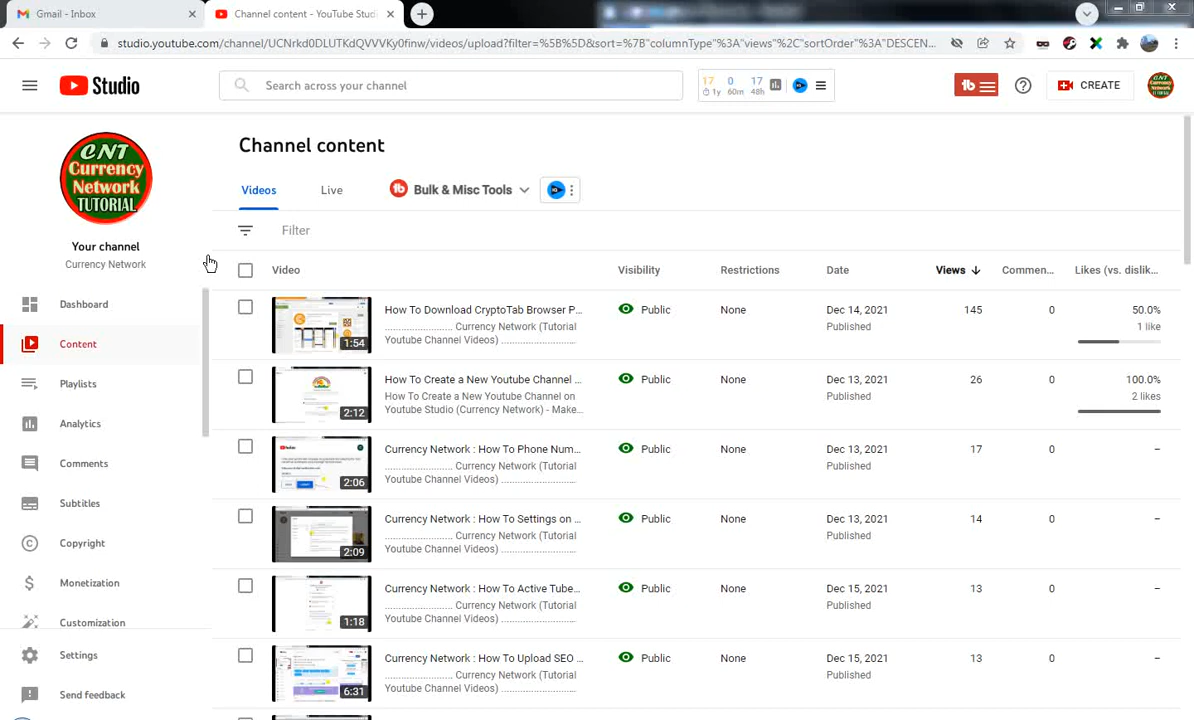 Gmail - Inbox
Channel content - YouTube Studi
studio.youtube.com/channel/UCNrkd0DLUTKdQVVVKy0finw/videos/upload?filter=%5B%5D&sort=%7B"columnType"%3A"views"%2C"sortOrder"%3A"DESCEN...
Studio
Search across your channel
17 0 17
1y 60m 48h
CREATE
CNT
Currency
Network
TUTORIAL
Your channel
Currency Network
Dashboard
Content
Playlists
Analytics
Comments
Subtitles
Copyright
Monetization
Customization
Settings
Send feedback
Channel content
Videos Live Bulk & Misc Tools
Filter
Video Visibility Restrictions Date Views Commen... Likes (vs. dislik...
How To Download CryptoTab Browser P... Public None Dec 14, 2021 145 0 50.0%
........................ Currency Network (Tutorial Published 1 like
Youtube Channel Videos) ............................
1:54
How To Create a New Youtube Channel ... Public None Dec 13, 2021 26 0 100.0%
How To Create a New Youtube Channel on Published 2 likes
Youtube Studio (Currency Network) - Make...
2:12
Currency Network : How To Phone Num... Public None Dec 13, 2021 17 0 –
........................ Currency Network (Tutorial Published
Youtube Channel Videos) ............................
2:06
Currency Network : How To Settings on ... Public None Dec 13, 2021 14 0 –
........................ Currency Network (Tutorial Published
Youtube Channel Videos) ............................
2:09
Currency Network : How To Active Tube... Public None Dec 15, 2021 13 0 –
........................ Currency Network (Tutorial Published
Youtube Channel Videos) ............................
1:18
Currency Network : How To Upload SEO ... Public None Dec 15, 2021 13 0 –
........................ Currency Network (Tutorial Published
Youtube Channel Videos) ............................
6:31